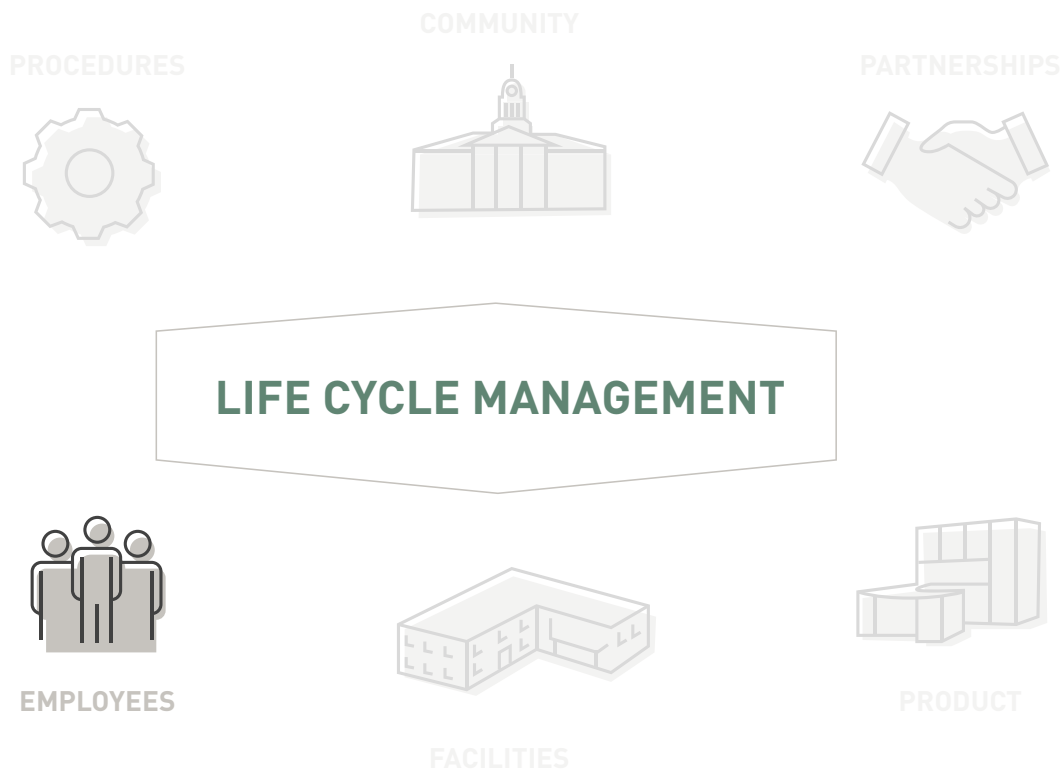 COMMUNITY
PROCEDURES
PARTNERSHIPS
LIFE CYCLE MANAGEMENT
EMPLOYEES
PRODUCT
FACILITIES